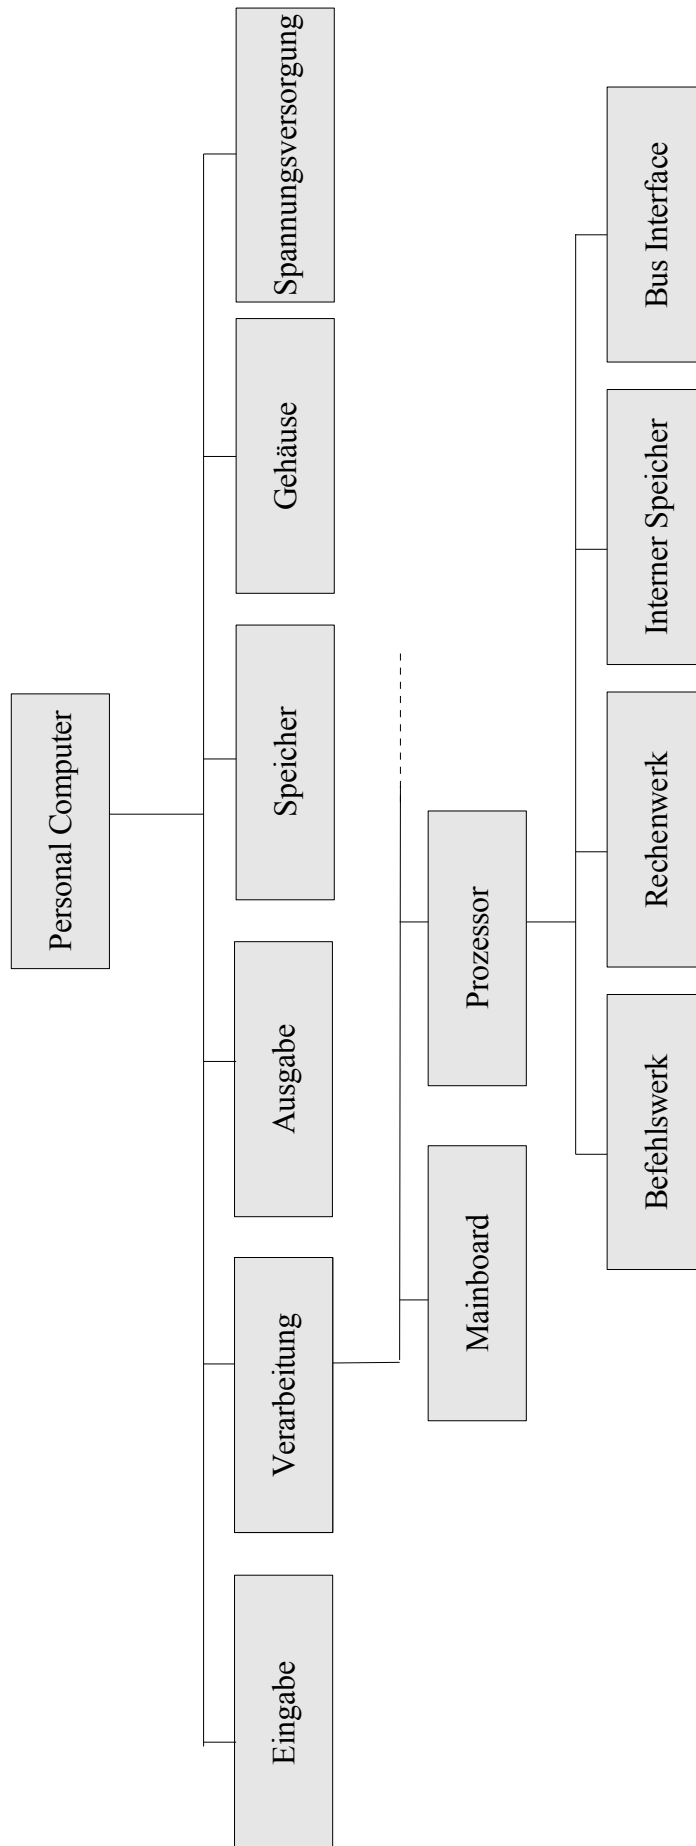 Personal Computer
Eingabe
Verarbeitung
Ausgabe
Speicher
Gehäuse
Spannungsversorgung
Mainboard
Prozessor
Befehlswerk
Rechenwerk
Interner Speicher
Bus Interface